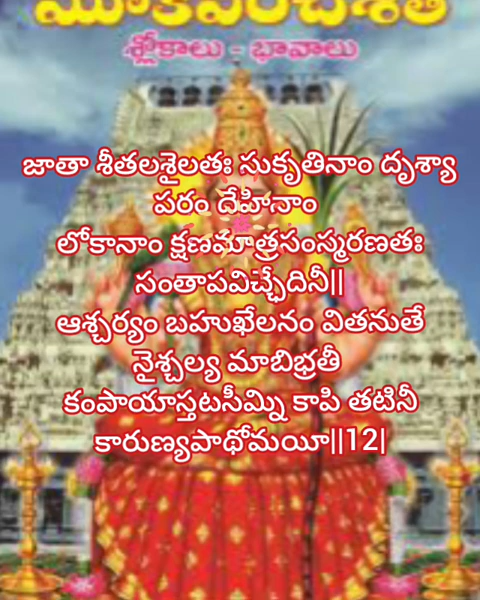 మూకపంచశతి
శ్లోకాలు - భావాలు
జాతా శీతలశైలతః సుకృతినాం దృశ్యా
పరం దేహినాం
లోకానాం క్షణమాత్రసంస్మరణతః
సంతాపవిచ్ఛేదినీ||
ఆశ్చర్యం బహుఖేలనం వితనుతే
నైశ్చల్య మాబిభ్రతీ
కంపాయాస్తటసీమ్ని కాపి తటినీ
కారుణ్యపాథోమయీ||12|